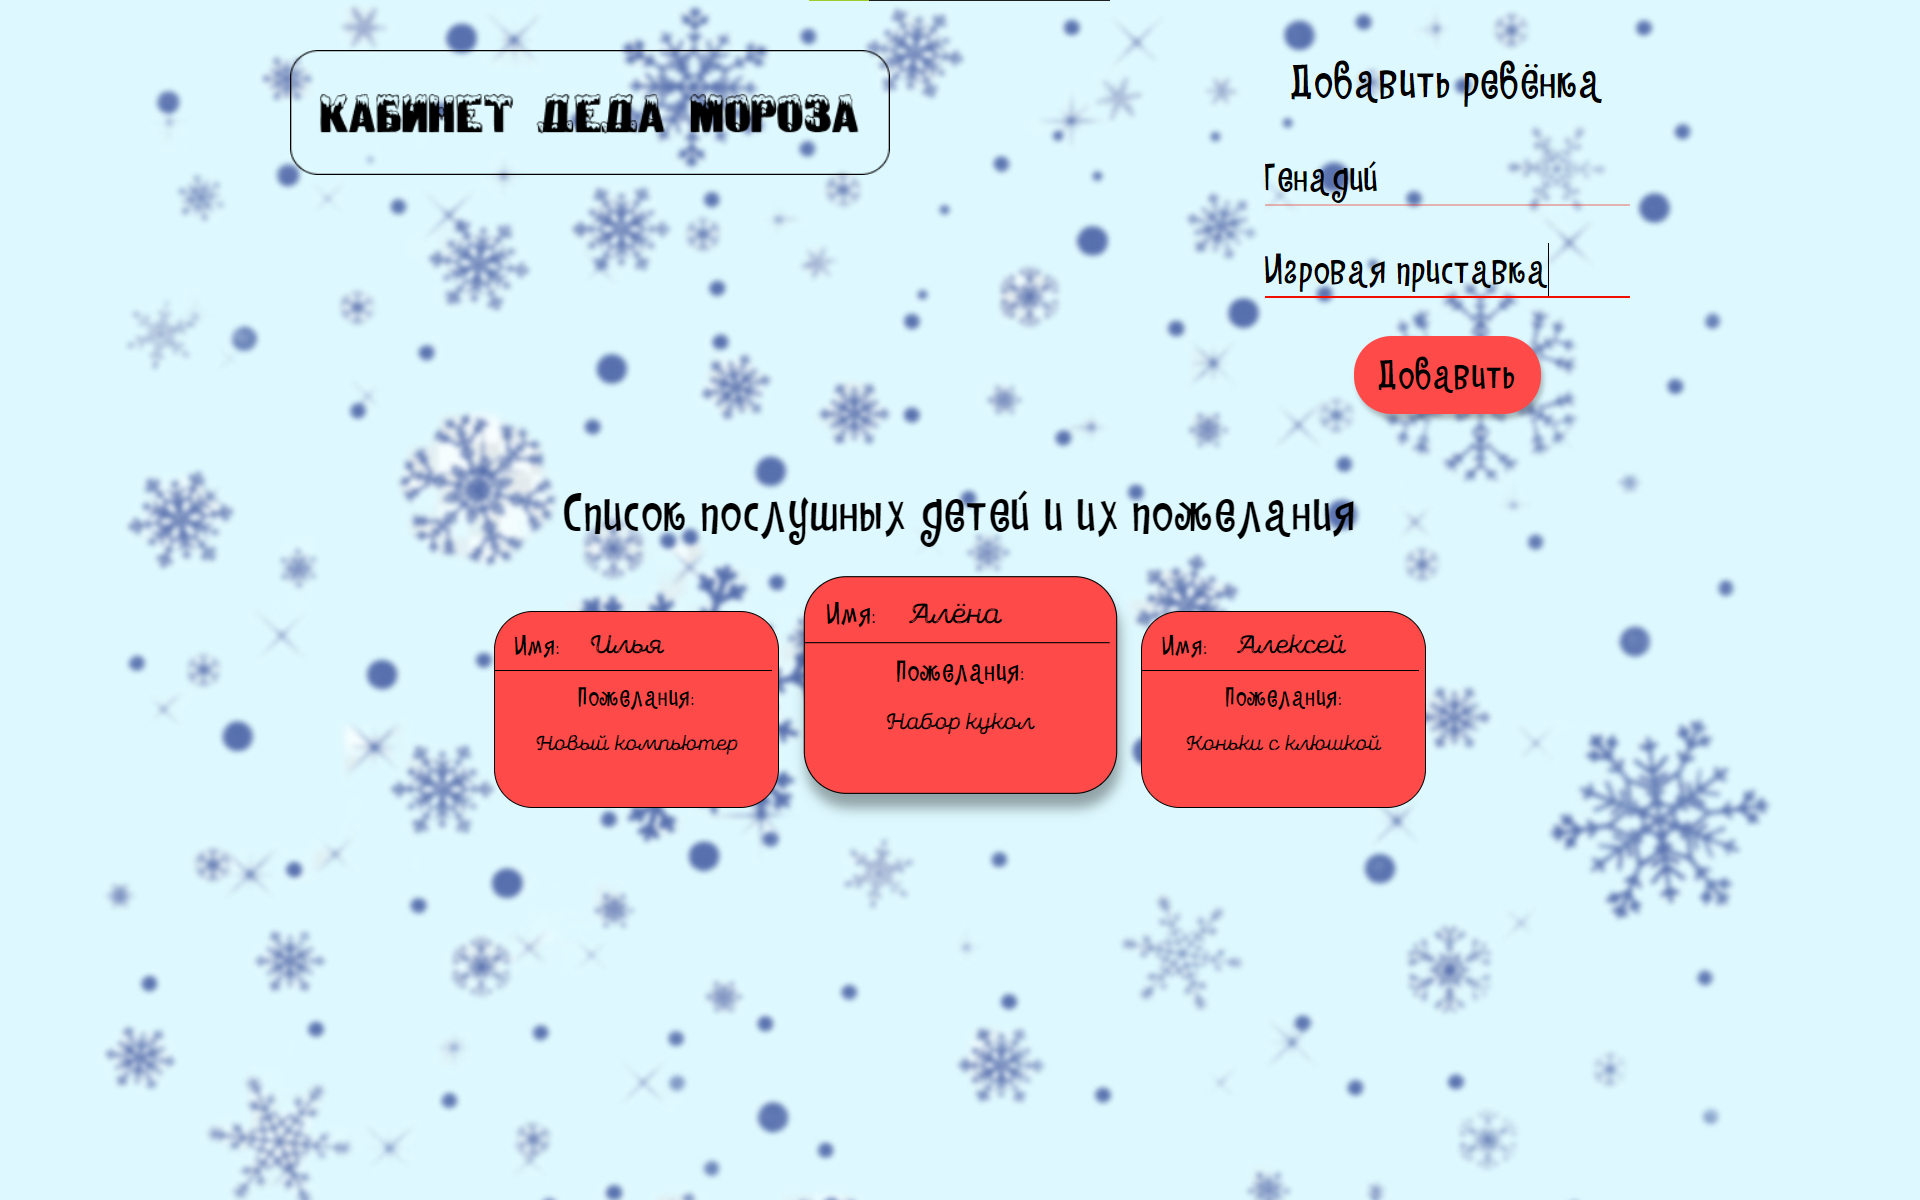 КАБИНЕТ ДЕДА МОРОЗА
Добавить ребёнка
Генадий
Игровая приставка
Добавить
Список послушных детей и их пожелания
Имя: Илья
Пожелания:
Новый компьютер
Имя: Алёна
Пожелания:
Набор кукол
Имя: Алексей
Пожелания:
Коньки с клюшкой